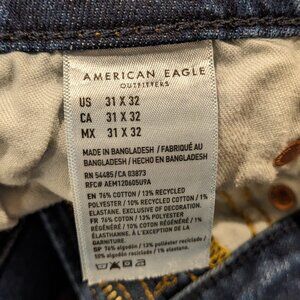 AMERICAN EAGLE
OUTFITTERS
US 31 X 32
CA 31 X 32
MX 31 X 32
MADE IN BANGLADESH / FABRIQUÉ AU
BANGLADESH / HECHO EN BANGLADESH
RN 54485/ CA 03873
RFC# AEM120605U9A
EN 76% COTTON / 13% RECYCLED
POLYESTER / 10% RECYCLED COTTON / 1%
ELASTANE. EXCLUSIVE OF DECORATION.
FR 76% COTON / 13% POLYESTER
RECYCLÉ / 10% COTON RÉGÉNÉRÉ / 1%
ÉLASTHANNE. À L'EXCEPTION DE LA
GARNITURE.
SP 76% algodón / 13% poliéster reciclado /
10% algodón reciclado / 1%